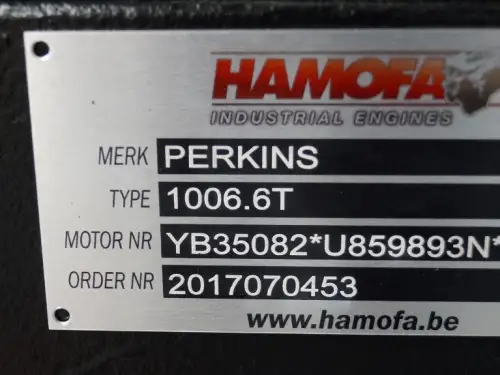 HAMOFA
INDUSTRIAL ENGINES
MERK PERKINS
TYPE 1006.6T
MOTOR NR YB35082*U859893N*
ORDER NR 2017070453
www.hamofa.be